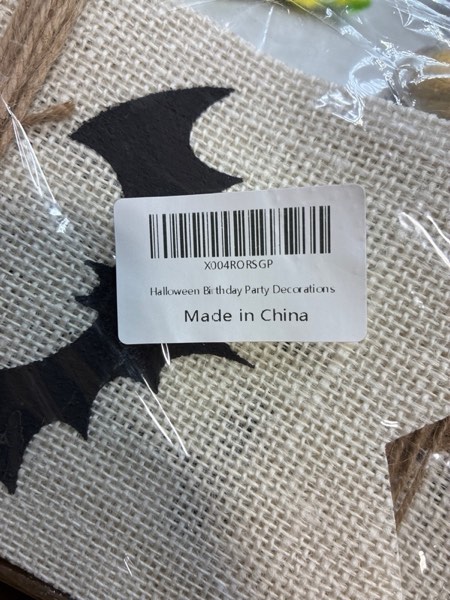 X004RORSGP
Halloween Birthday Party Decorations
Made in China